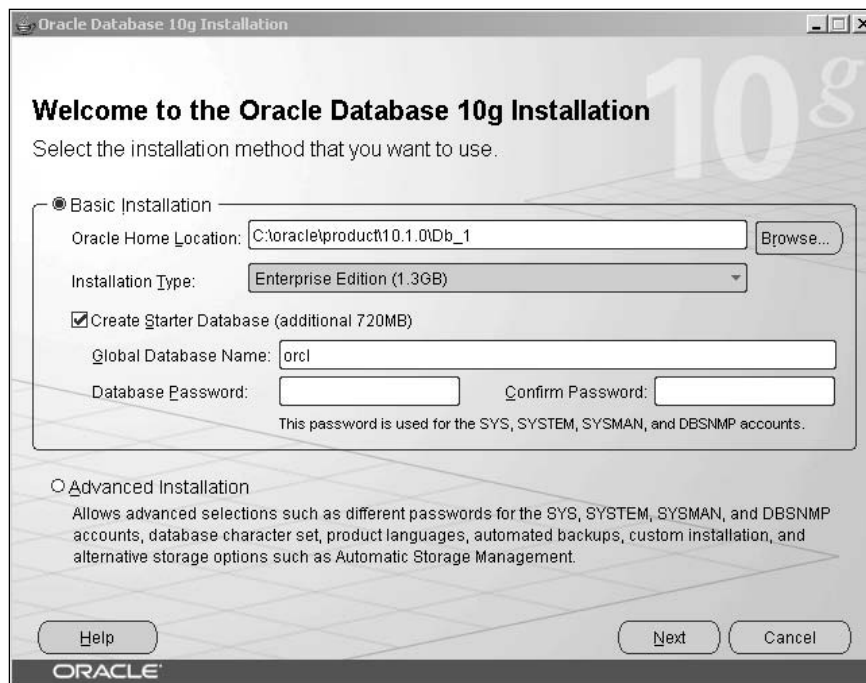 Oracle Database 10g Installation
10g
Welcome to the Oracle Database 10g Installation
Select the installation method that you want to use.
Basic Installation
Oracle Home Location: C:\oracle\product\10.1.0\Db_1 Browse...
Installation Type: Enterprise Edition (1.3GB)
Create Starter Database (additional 720MB)
Global Database Name: orcl
Database Password: Confirm Password:
This password is used for the SYS, SYSTEM, SYSMAN, and DBSNMP accounts.
Advanced Installation
Allows advanced selections such as different passwords for the SYS, SYSTEM, SYSMAN, and DBSNMP
accounts, database character set, product languages, automated backups, custom installation, and
alternative storage options such as Automatic Storage Management.
Help Next Cancel
ORACLE